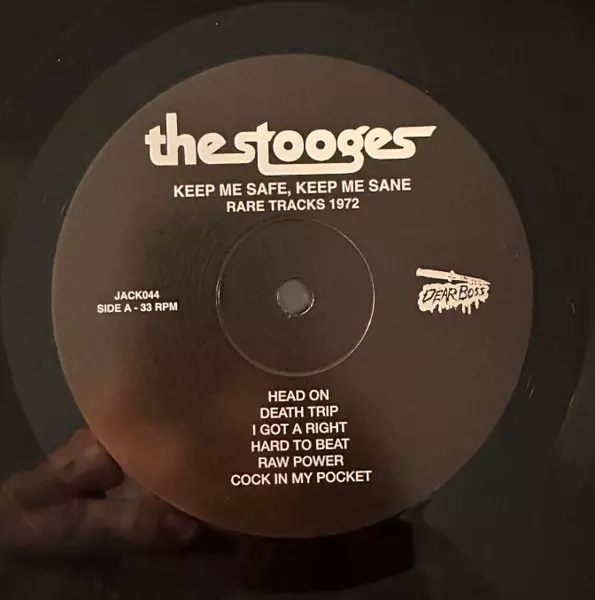 thestooges
KEEP ME SAFE, KEEP ME SANE
RARE TRACKS 1972
JACK044
SIDE A - 33 RPM
DEAR BOSS
HEAD ON
DEATH TRIP
I GOT A RIGHT
HARD TO BEAT
RAW POWER
COCK IN MY POCKET